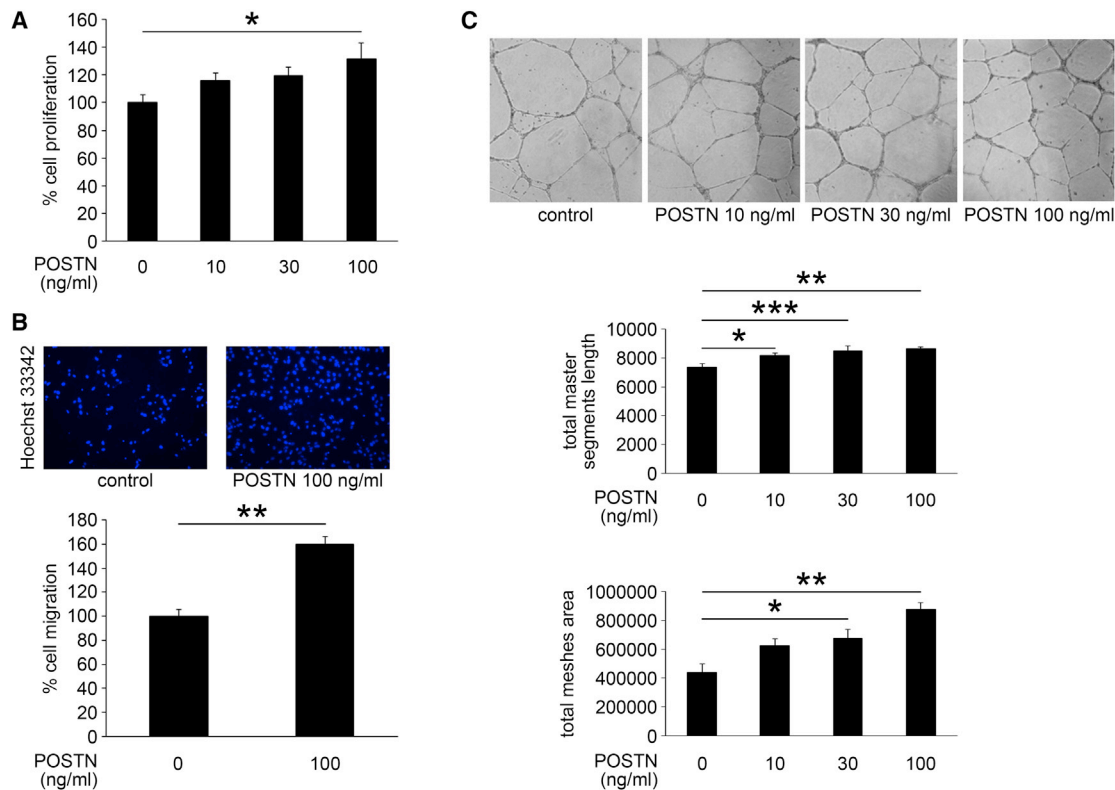 A
*
160
140
120
100
80
60
40
20
0
% cell proliferation
POSTN
(ng/ml)
0 10 30 100
B
Hoechst 33342
control POSTN 100 ng/ml
**
180
160
140
120
100
80
60
40
20
0
% cell migration
POSTN
(ng/ml)
0 100
C
control POSTN 10 ng/ml POSTN 30 ng/ml POSTN 100 ng/ml
**
***
*
10000
8000
6000
4000
2000
0
total master
segments length
POSTN
(ng/ml)
0 10 30 100
**
*
1000000
800000
600000
400000
200000
0
total meshes area
POSTN
(ng/ml)
0 10 30 100